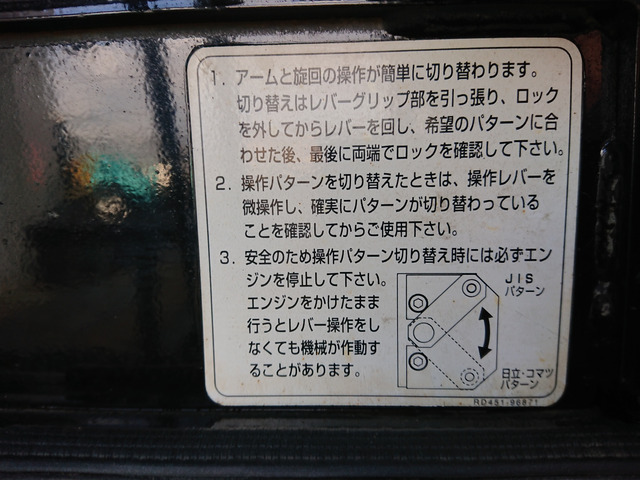 1. アームと旋回の操作が簡単に切り替わります。
切り替えはレバーグリップ部を引っ張り、ロック
を外してからレバーを回し、希望のパターンに合
わせた後、最後に両端でロックを確認して下さい。
2. 操作パターンを切り替えたときは、操作レバーを
微操作し、確実にパターンが切り替わっている
ことを確認してからご使用下さい。
3. 安全のため操作パターン切り替え時には必ずエン
ジンを停止して下さい。
エンジンをかけたまま
行うとレバー操作をし
なくても機械が作動す
ることがあります。
JIS
パターン
日立・コマツ
パターン
RD451-96871